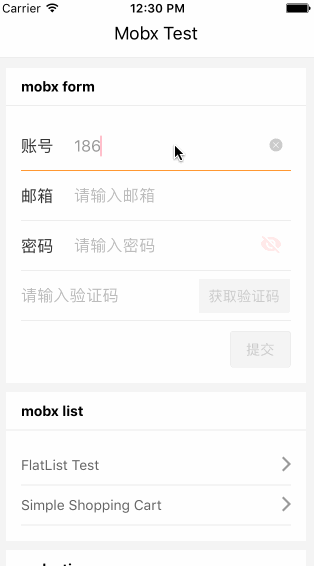 Carrier 12:30 PM
Mobx Test
mobx form
账号 186
邮箱 请输入邮箱
密码 请输入密码
请输入验证码 获取验证码
提交
mobx list
FlatList Test
Simple Shopping Cart